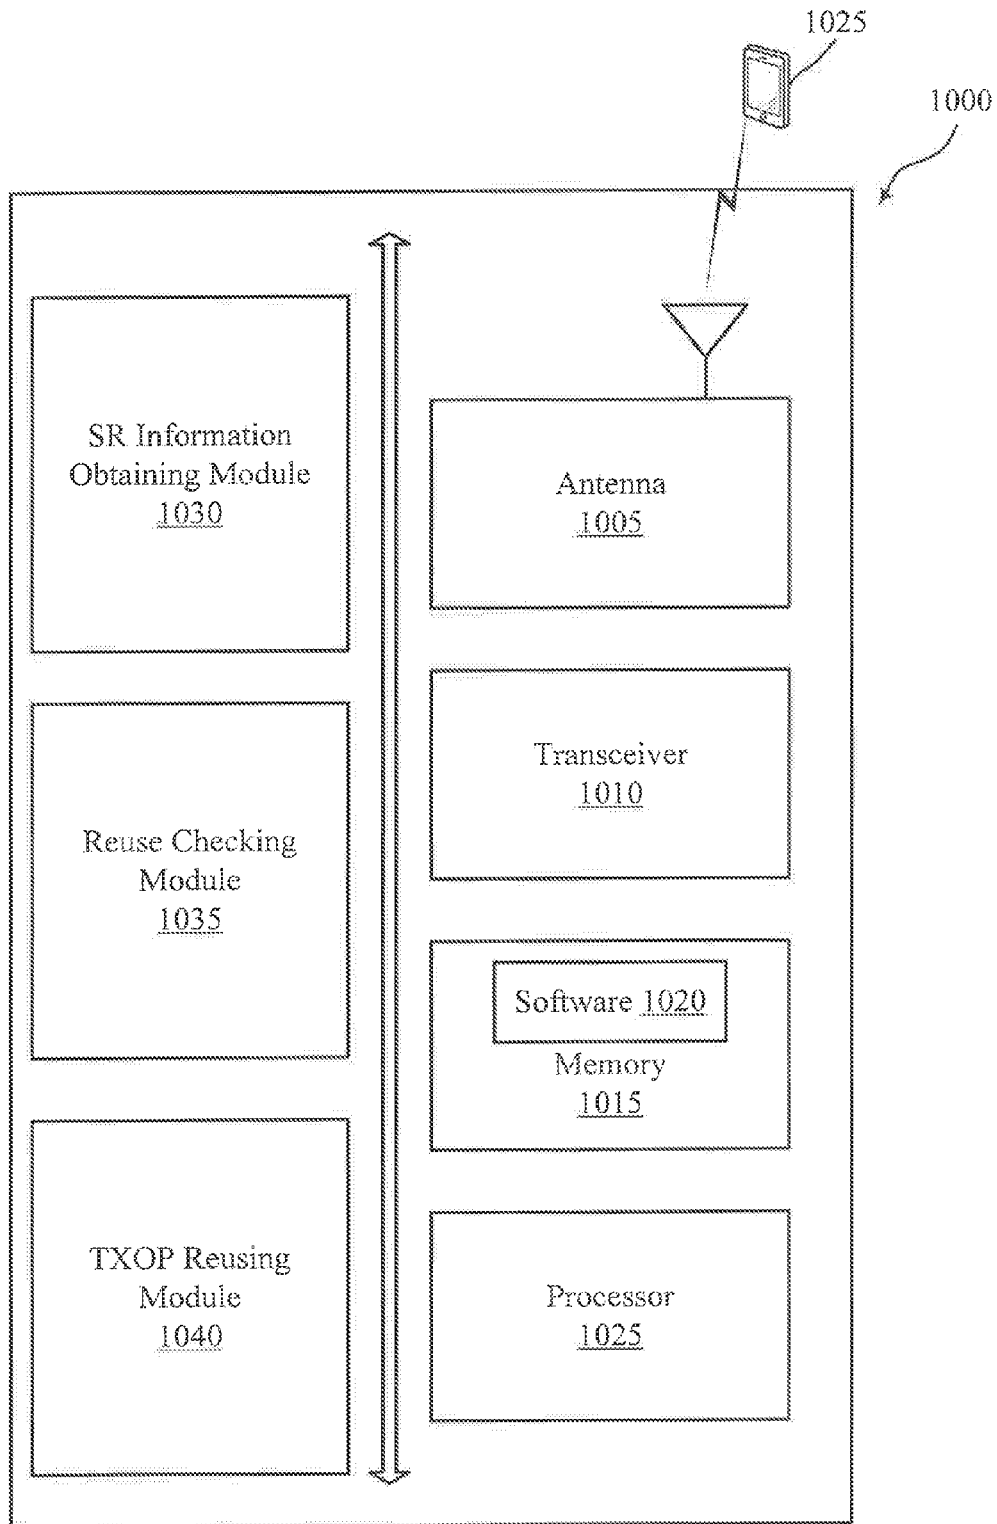 1025
1000
SR Information
Obtaining Module
1030
Antenna
1005
Transceiver
1010
Reuse Checking
Module
1035
Software 1020
Memory
1015
TXOP Reusing
Module
1040
Processor
1025